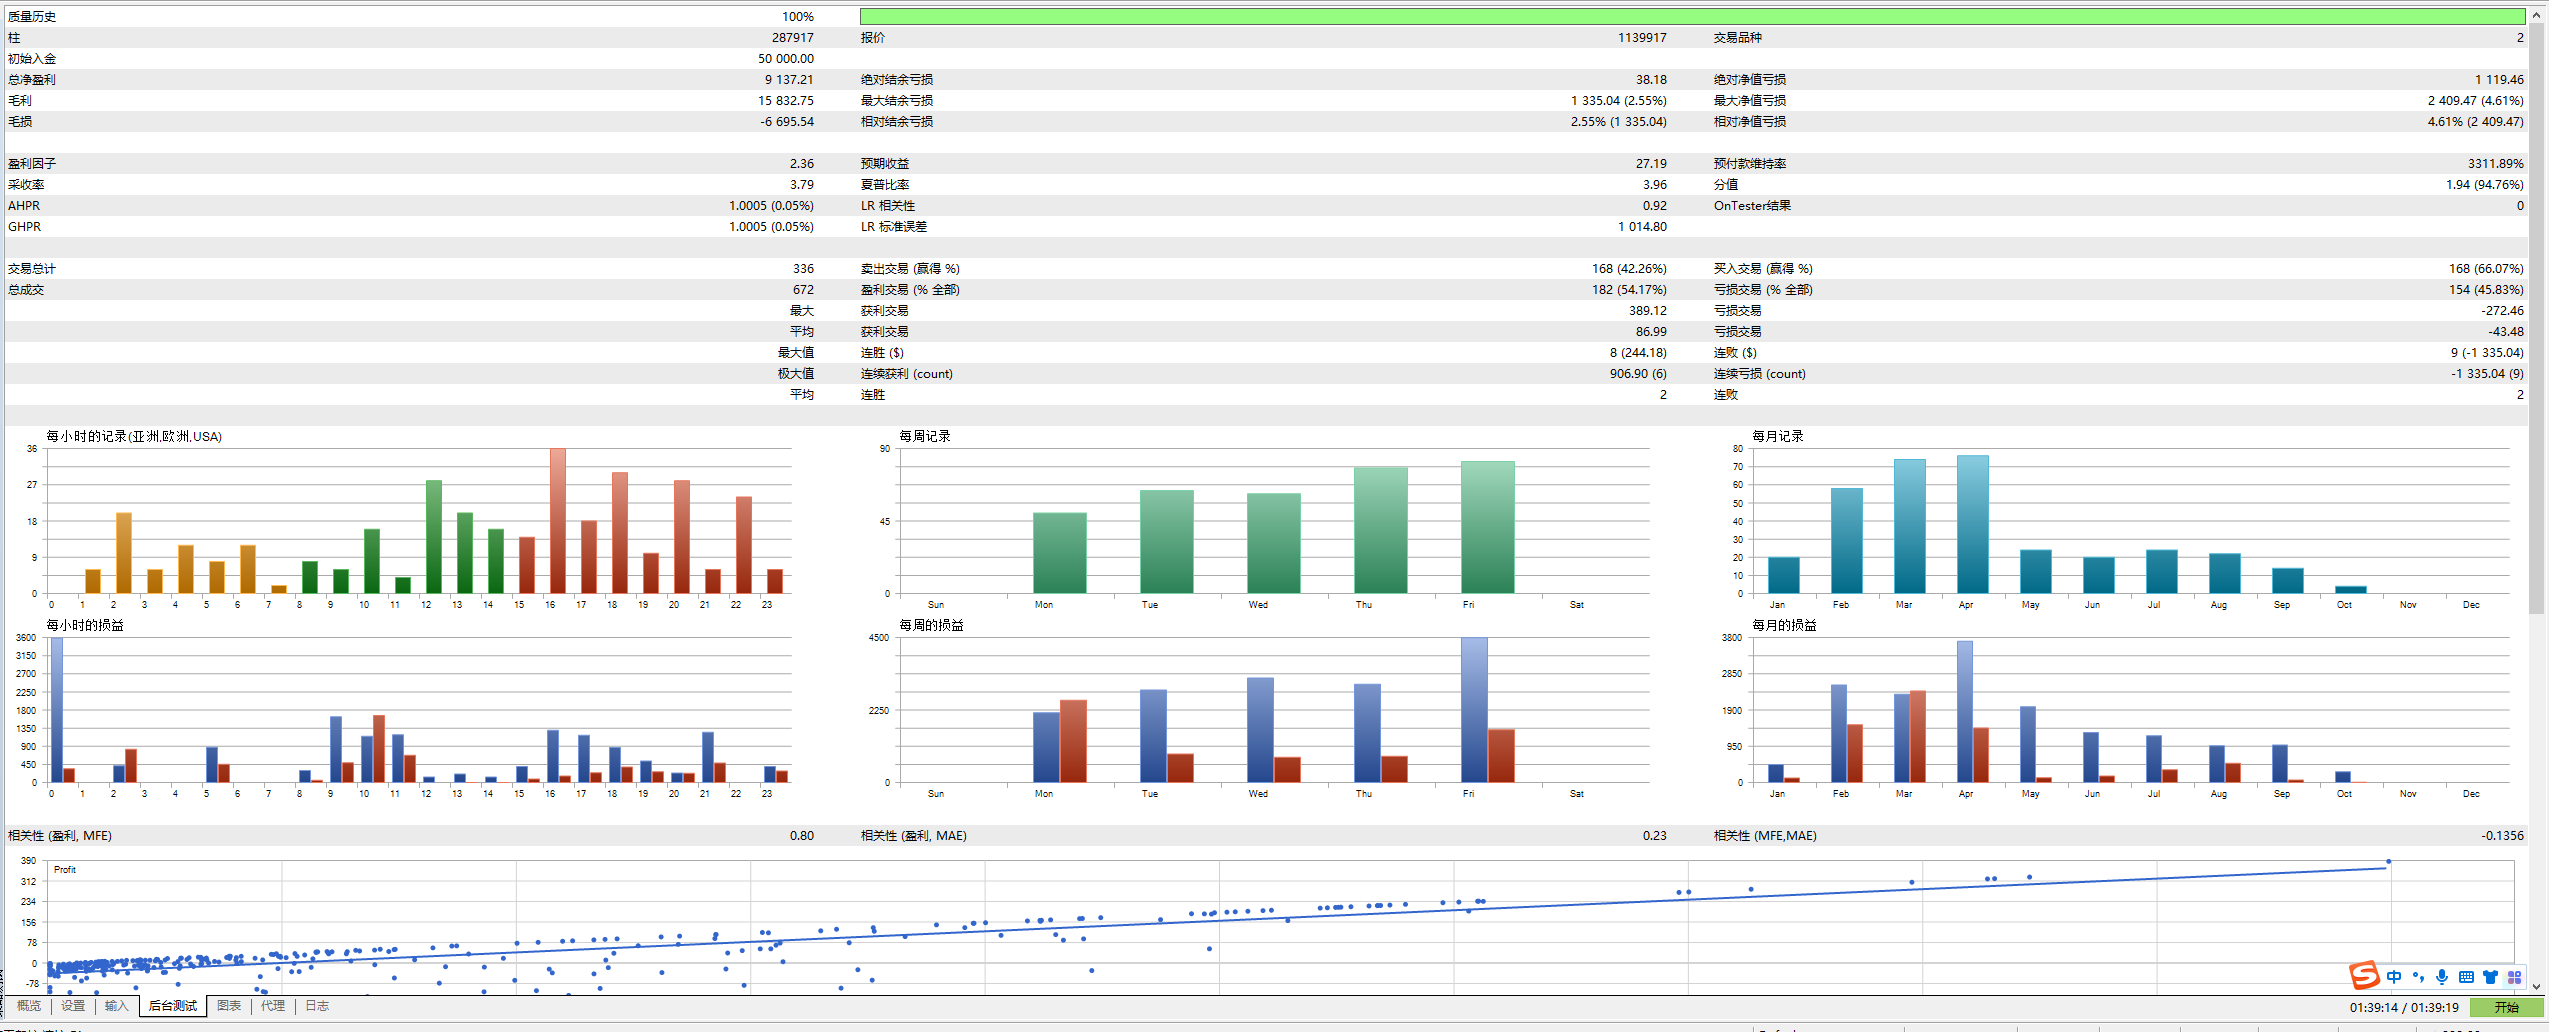 质量历史 100%
柱 287917 报价 1139917 交易品种 2
初始入金 50 000.00
总净盈利 9 137.21 绝对结余亏损 38.18 绝对净值亏损 1 119.46
毛利 15 832.75 最大结余亏损 1 335.04 (2.55%) 最大净值亏损 2 409.47 (4.61%)
毛损 -6 695.54 相对结余亏损 2.55% (1 335.04) 相对净值亏损 4.61% (2 409.47)
盈利因子 2.36 预期收益 27.19 预付款维持率 3311.89%
采收率 3.79 夏普比率 3.96 分值 1.94 (94.76%)
AHPR 1.0005 (0.05%) LR 相关性 0.92 OnTester结果 0
GHPR 1.0005 (0.05%) LR 标准误差 1 014.80
交易总计 336 卖出交易 (赢得 %) 168 (42.26%) 买入交易 (赢得 %) 168 (66.07%)
总成交 672 盈利交易 (% 全部) 182 (54.17%) 亏损交易 (% 全部) 154 (45.83%)
最大 获利交易 389.12 亏损交易 -272.46
平均 获利交易 86.99 亏损交易 -43.48
最大值 连胜 ($) 8 (244.18) 连败 ($) 9 (-1 335.04)
极大值 连续获利 (count) 906.90 (6) 连续亏损 (count) -1 335.04 (9)
平均 连胜 2 连败 2
每小时的记录(亚洲,欧洲,USA) 每周记录 每月记录
36
27
18
9
0
0 1 2 3 4 5 6 7 8 9 10 11 12 13 14 15 16 17 18 19 20 21 22 23
90
45
0
Sun Mon Tue Wed Thu Fri Sat
80
70
60
50
40
30
20
10
0
Jan Feb Mar Apr May Jun Jul Aug Sep Oct Nov Dec
每小时的损益 每周的损益 每月的损益
3600
3150
2700
2250
1800
1350
900
450
0
0 1 2 3 4 5 6 7 8 9 10 11 12 13 14 15 16 17 18 19 20 21 22 23
4500
2250
0
Sun Mon Tue Wed Thu Fri Sat
3800
2850
1900
950
0
Jan Feb Mar Apr May Jun Jul Aug Sep Oct Nov Dec
相关性 (盈利, MFE) 0.80 相关性 (盈利, MAE) 0.23 相关性 (MFE,MAE) -0.1356
390
312
234
156
78
0
-78
Profit
S 中
概览 设置 输入 后台测试 图表 代理 日志 01:39:14 / 01:39:19 开始